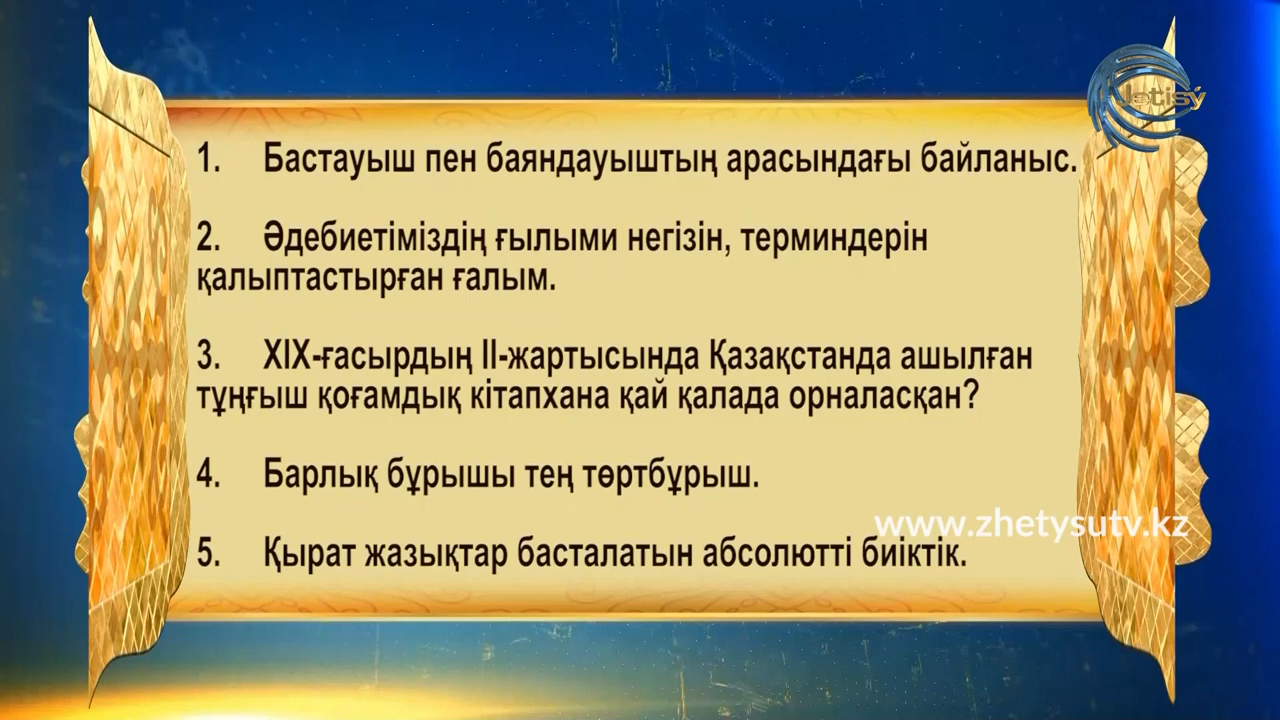 Jetisý
1. Бастауыш пен баяндауыштың арасындағы байланыс.
2. Әдебиетіміздің ғылыми негізін, терминдерін
қалыптастырған ғалым.
3. ХІХ-ғасырдың ІІ-жартысында Қазақстанда ашылған
тұңғыш қоғамдық кітапхана қай қалада орналасқан?
4. Барлық бұрышы тең төртбұрыш.
www.zhetysutv.kz
5. Қырат жазықтар басталатын абсолютті биіктік.